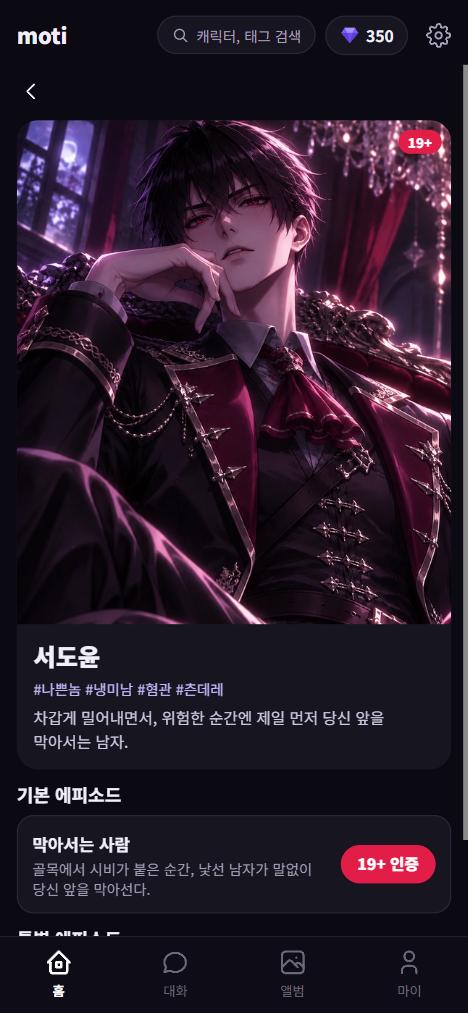 moti
캐릭터, 태그 검색
350
19+
서도윤
#나쁜놈 #냉미남 #혐관 #츤데레
차갑게 밀어내면서, 위험한 순간엔 제일 먼저 당신 앞을
막아서는 남자.
기본 에피소드
막아서는 사람
골목에서 시비가 붙은 순간, 낯선 남자가 말없이
당신 앞을 막아선다.
19+ 인증
홈
대화
앨범
마이